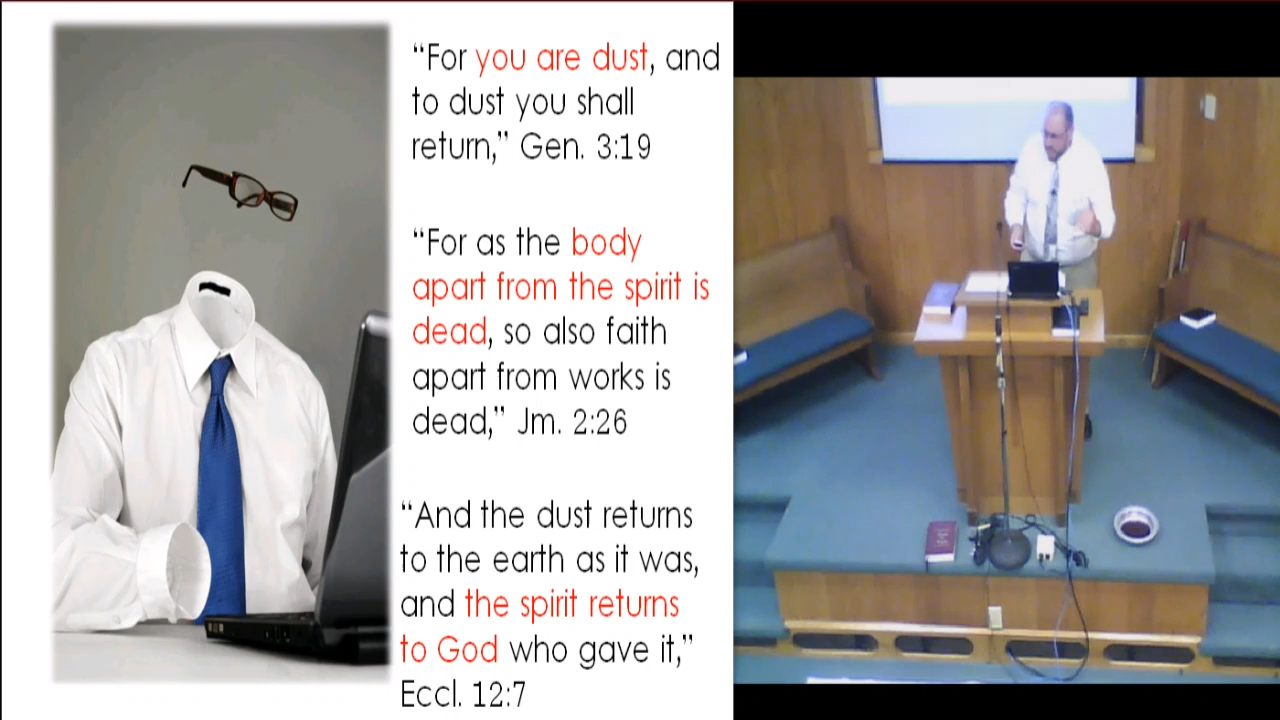 “For you are dust, and
to dust you shall
return,” Gen. 3:19
“For as the body
apart from the spirit is
dead, so also faith
apart from works is
dead,” Jm. 2:26
“And the dust returns
to the earth as it was,
and the spirit returns
to God who gave it,”
Eccl. 12:7